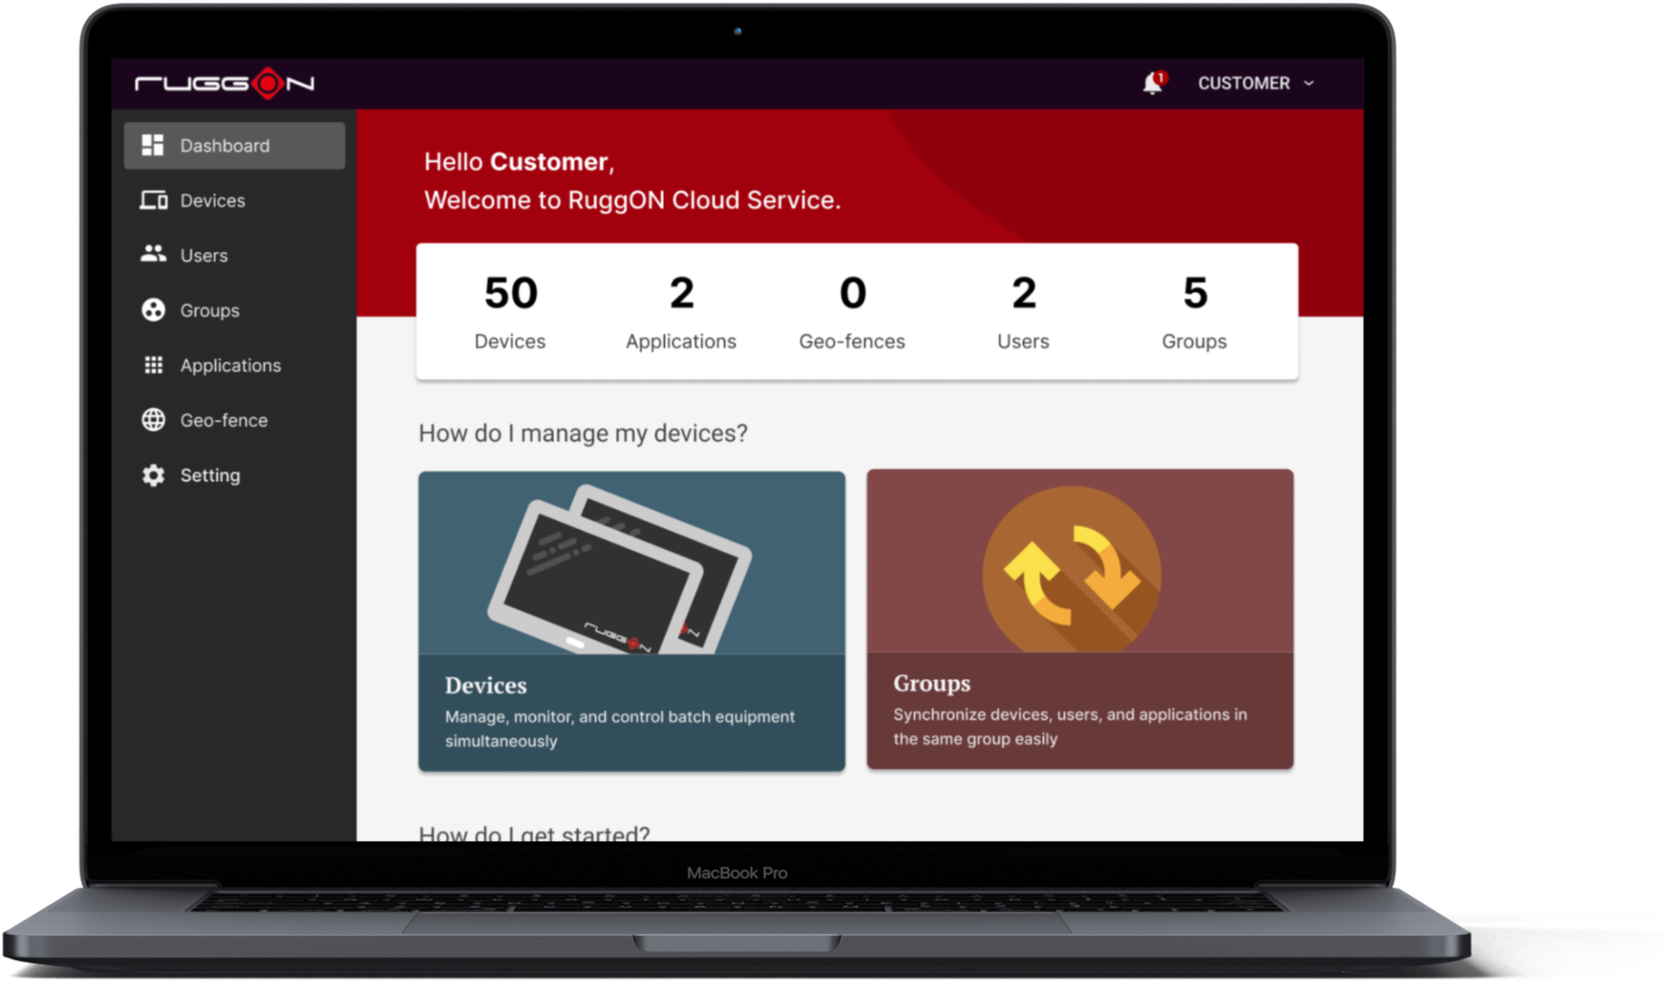 RUGGON
1
CUSTOMER
Dashboard
Devices
Users
Groups
Applications
Geo-fence
Setting
Hello Customer,
Welcome to RuggON Cloud Service.
50 2 0 2 5
Devices Applications Geo-fences Users Groups
How do I manage my devices?
RUGGON
ON
Devices
Manage, monitor, and control batch equipment
simultaneously
Groups
Synchronize devices, users, and applications in
the same group easily
How do I get started?
MacBook Pro